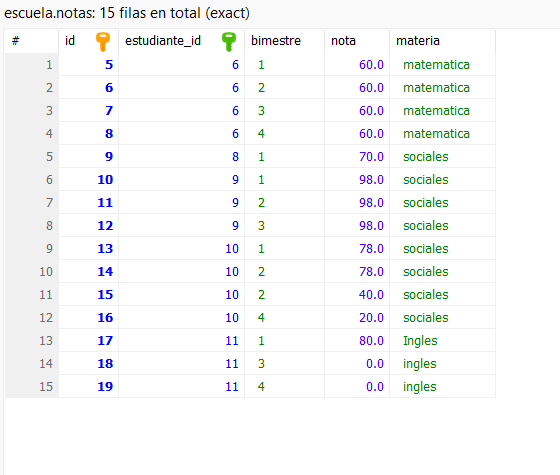 escuela.notas: 15 filas en total (exact)
# id estudiante_id bimestre nota materia
1 5 6 1 60.0 matematica
2 6 6 2 60.0 matematica
3 7 6 3 60.0 matematica
4 8 6 4 60.0 matematica
5 9 8 1 70.0 sociales
6 10 9 1 98.0 sociales
7 11 9 2 98.0 sociales
8 12 9 3 98.0 sociales
9 13 10 1 78.0 sociales
10 14 10 2 78.0 sociales
11 15 10 2 40.0 sociales
12 16 10 4 20.0 sociales
13 17 11 1 80.0 Ingles
14 18 11 3 0.0 ingles
15 19 11 4 0.0 ingles